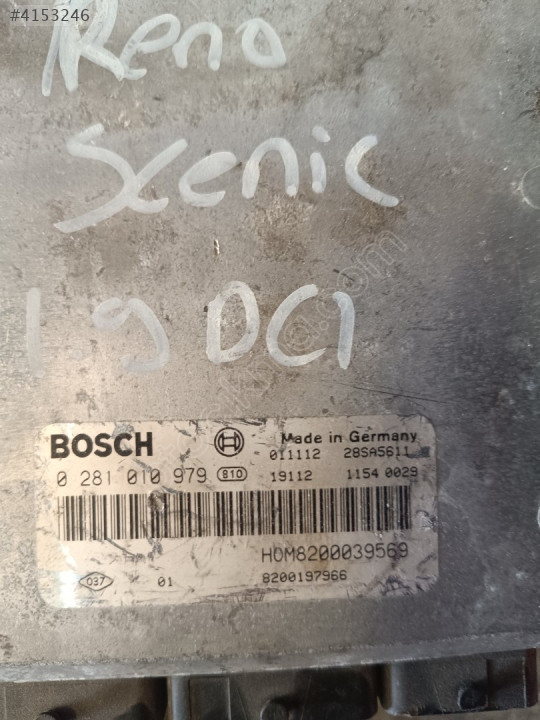 #4153246
Reno
Scenic
1.9 DCI
BOSCH
Made in Germany
011112 28SA5611
0 281 010 979 810 19112 1154 0029
HOM8200039569
037 01 8200197966